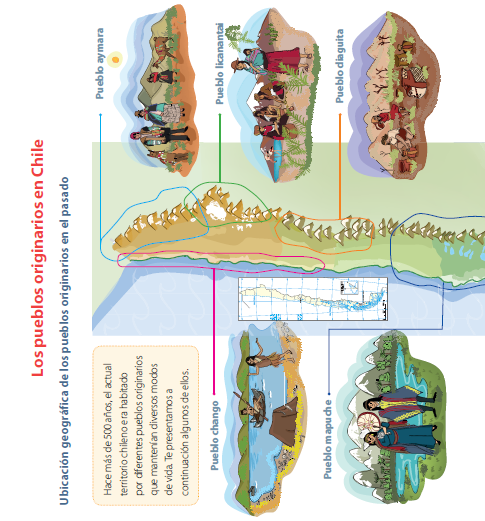 Los pueblos originarios en Chile
Ubicación geográfica de los pueblos originarios en el pasado
Hace más de 500 años, el actual
territorio chileno era habitado
por diferentes pueblos originarios
que mantenían diversos modos
de vida. Te presentamos a
continuación algunos de ellos.
Pueblo aymara
Pueblo licanantai
Pueblo diaguita
Pueblo chango
Pueblo mapuche